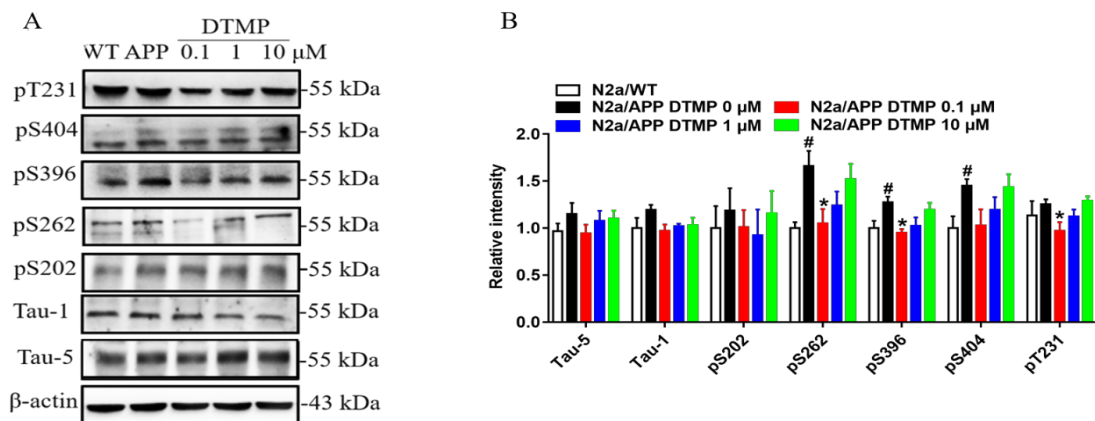 A
DTMP
WT APP 0.1 1 10 μM
pT231 -55 kDa
pS404 -55 kDa
pS396 -55 kDa
pS262 -55 kDa
pS202 -55 kDa
Tau-1 -55 kDa
Tau-5 -55 kDa
β-actin -43 kDa
B
N2a/WT
N2a/APP DTMP 0 μM N2a/APP DTMP 0.1 μM
N2a/APP DTMP 1 μM N2a/APP DTMP 10 μM
Relative intensity
2.0
1.5
1.0
0.5
0.0
# * # * # *
Tau-5 Tau-1 pS202 pS262 pS396 pS404 pT231